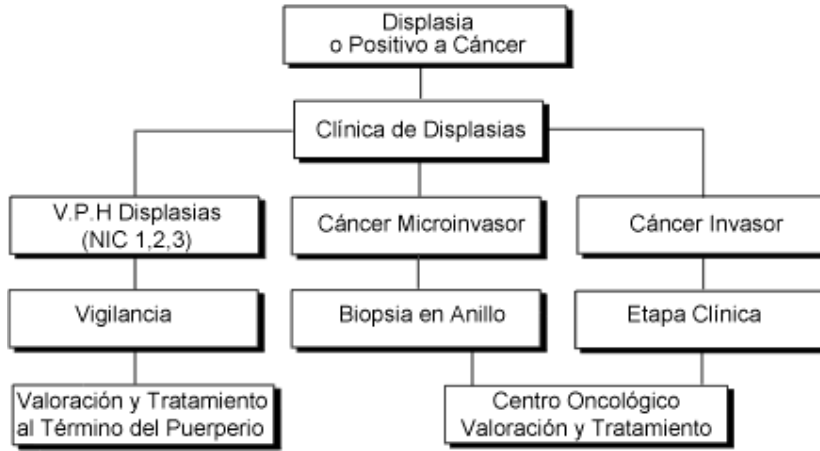 Displasia
o Positivo a Cáncer
Clínica de Displasias
V.P.H Displasias
(NIC 1,2,3)
Cáncer Microinvasor
Cáncer Invasor
Vigilancia
Biopsia en Anillo
Etapa Clínica
Valoración y Tratamiento
al Término del Puerperio
Centro Oncológico
Valoración y Tratamiento